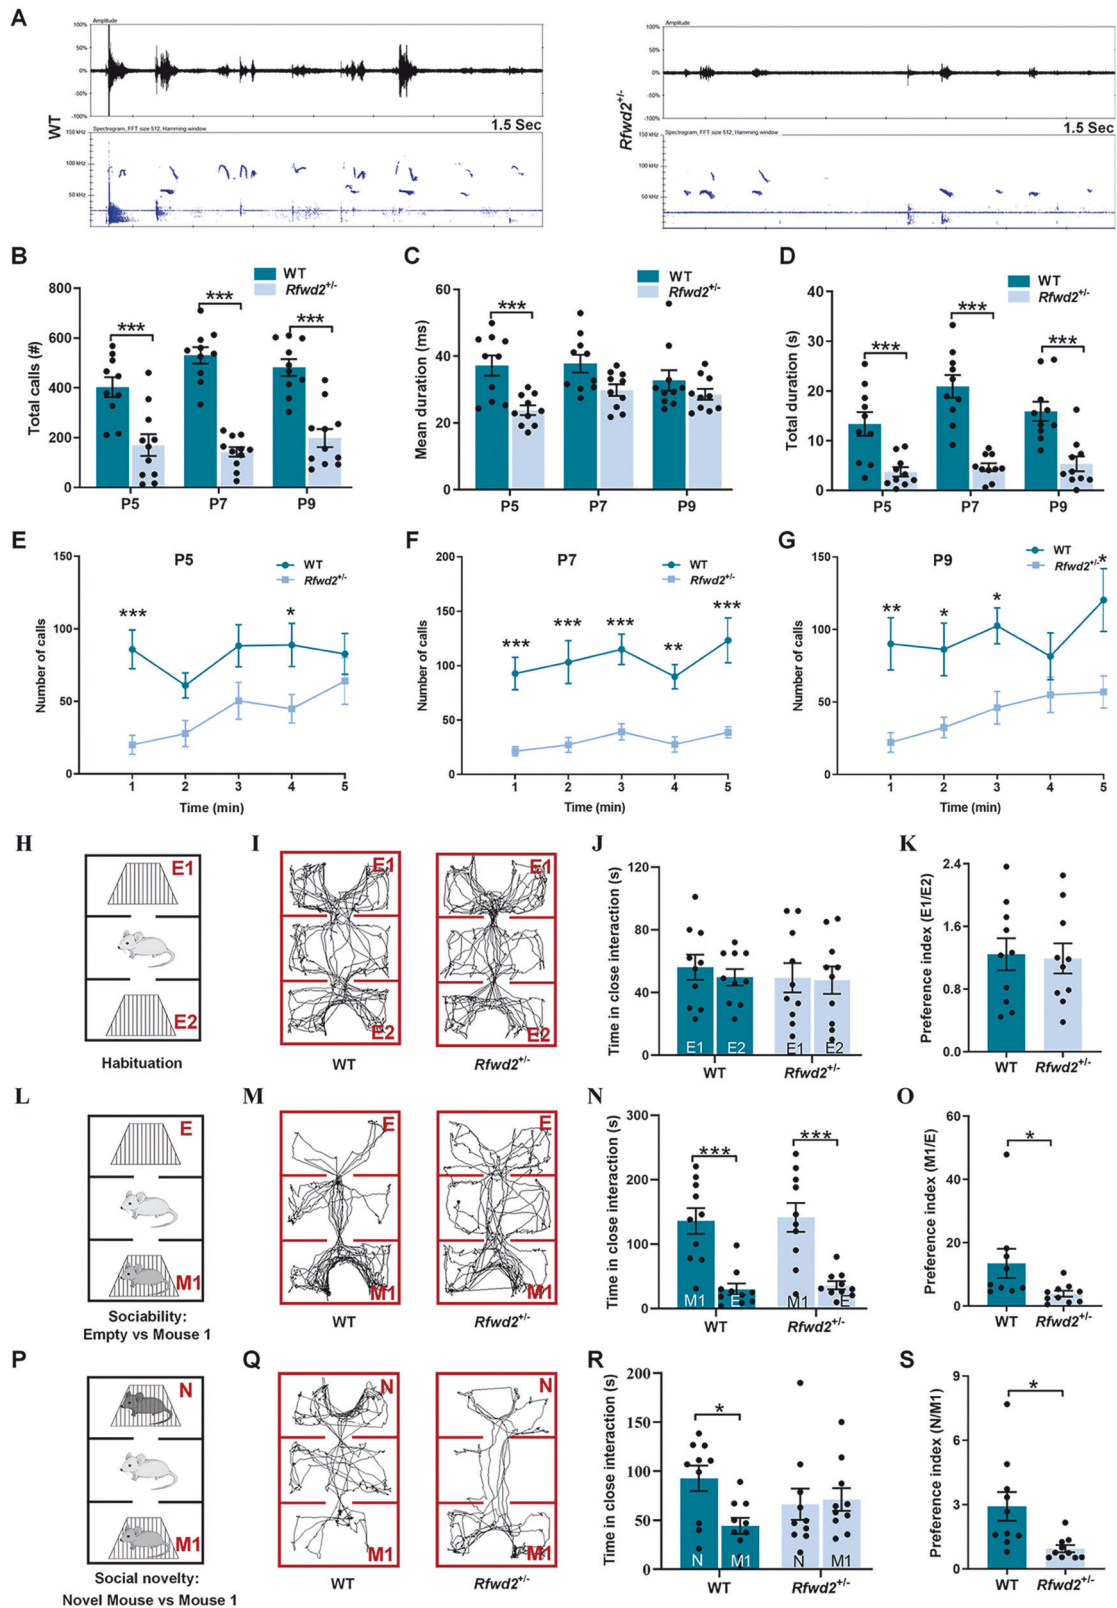 A
Amplitude
100%
50%
0%
-50%
-100%
WT
1.5 Sec
Spectrogram, FFT size 512, Hamming window
150 kHz
100 kHz
50 kHz
Amplitude
100%
50%
0%
-50%
-100%
Rfwd2+/-
1.5 Sec
Spectrogram, FFT size 512, Hamming window
150 kHz
100 kHz
50 kHz
B
WT
Rfwd2+/-
Total calls (#)
800
600
400
200
0
***
***
***
P5
P7
P9
C
WT
Rfwd2+/-
Mean duration (ms)
60
40
20
0
***
P5
P7
P9
D
WT
Rfwd2+/-
Total duration (s)
40
30
20
10
0
***
***
***
P5
P7
P9
E
P5
WT
Rfwd2+/-
Number of calls
150
100
50
0
***
*
1 2 3 4 5
Time (min)
F
P7
WT
Rfwd2+/-
Number of calls
200
150
100
50
0
***
***
***
**
***
1 2 3 4 5
Time (min)
G
P9
WT
Rfwd2+/-
Number of calls
150
100
50
0
**
*
*
*
1 2 3 4 5
Time (min)
H
E1
E2
Habituation
I
E1
E2
WT
E1
E2
Rfwd2+/-
J
Time in close interaction (s)
120
80
40
0
E1 E2 E1 E2
WT
Rfwd2+/-
K
Preference index (E1/E2)
2.4
1.6
0.8
0.0
WT
Rfwd2+/-
L
E
M1
Sociability:
Empty vs Mouse 1
M
E
M1
WT
E
M1
Rfwd2+/-
N
Time in close interaction (s)
300
200
100
0
***
***
M1 E M1 E
WT
Rfwd2+/-
O
Preference index (M1/E)
60
40
20
0
*
WT
Rfwd2+/-
P
N
M1
Social novelty:
Novel Mouse vs Mouse 1
Q
N
M1
WT
N
M1
Rfwd2+/-
R
Time in close interaction (s)
200
150
100
50
0
*
N M1 N M1
WT
Rfwd2+/-
S
Preference index (N/M1)
9
6
3
0
*
WT
Rfwd2+/-